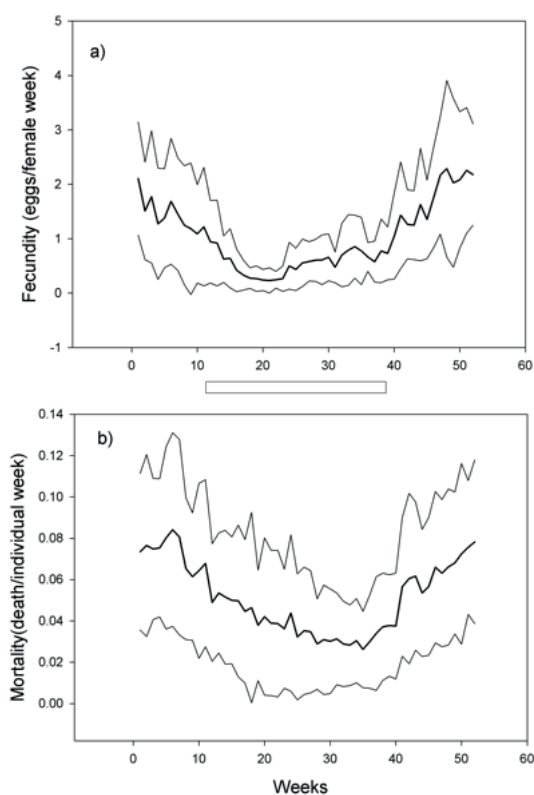 a)
Fecundity (eggs/female week)
5
4
3
2
1
0
-1
0 10 20 30 40 50 60
b)
Mortality(death/individual week)
0.14
0.12
0.10
0.08
0.06
0.04
0.02
0.00
0 10 20 30 40 50 60
Weeks